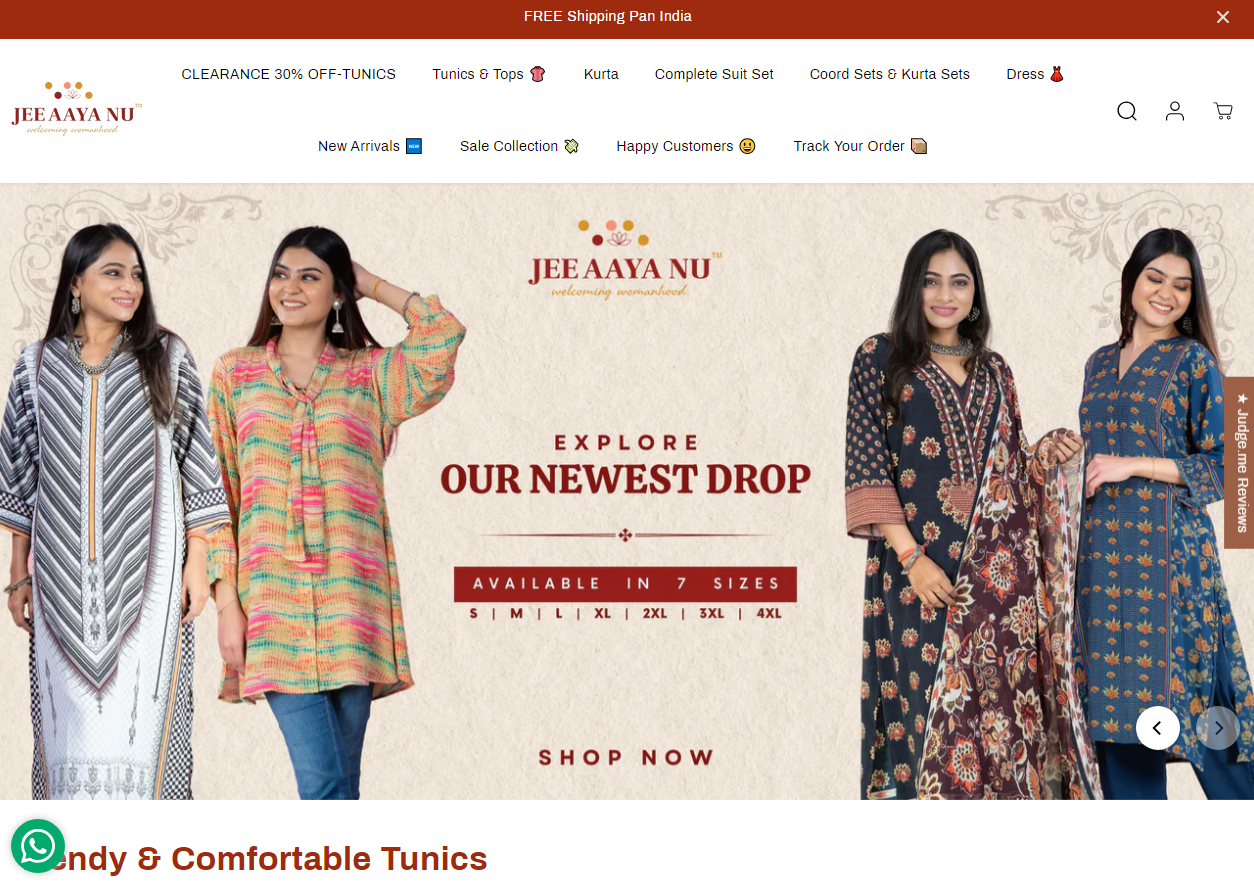 FREE Shipping Pan India
CLEARANCE 30% OFF-TUNICS
Tunics & Tops
Kurta
Complete Suit Set
Coord Sets & Kurta Sets
Dress
JEE AAYA NU™
welcoming womanhood
New Arrivals
NEW
Sale Collection
Happy Customers
Track Your Order
JEE AAYA NU™
welcoming womanhood
EXPLORE
OUR NEWEST DROP
AVAILABLE IN 7 SIZES
S | M | L | XL | 2XL | 3XL | 4XL
SHOP NOW
★ Judge.me Reviews
endy & Comfortable Tunics